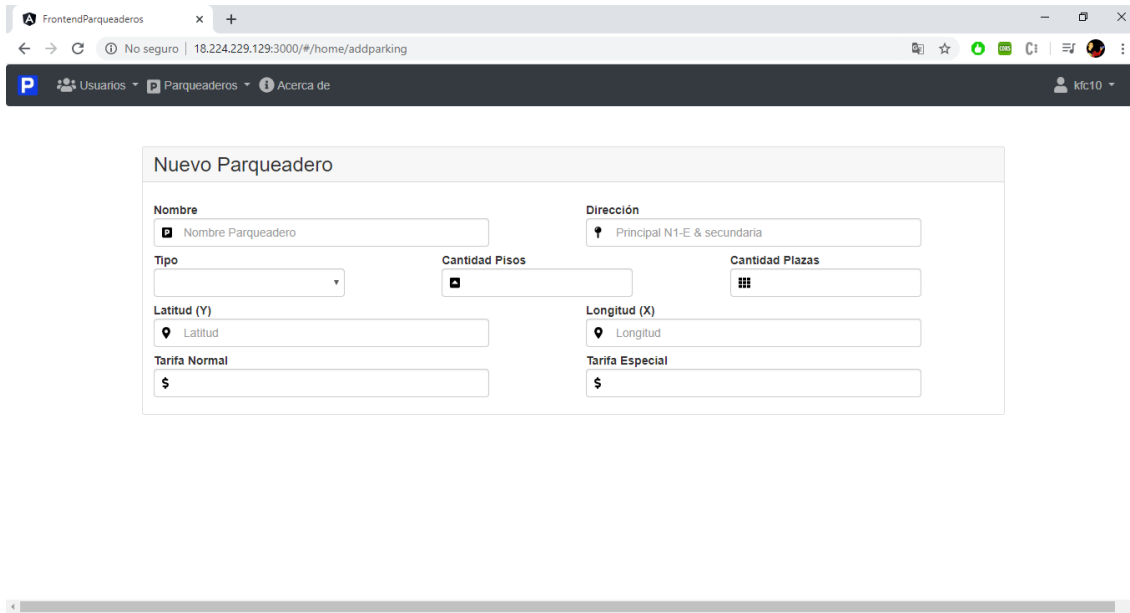 FrontendParqueaderos
No seguro | 18.224.229.129:3000/#/home/addparking
P Usuarios P Parqueaderos Acerca de kfc10
Nuevo Parqueadero
Nombre Dirección
P Nombre Parqueadero Principal N1-E & secundaria
Tipo Cantidad Pisos Cantidad Plazas
Latitud (Y) Longitud (X)
Latitud Longitud
Tarifa Normal Tarifa Especial
$ $